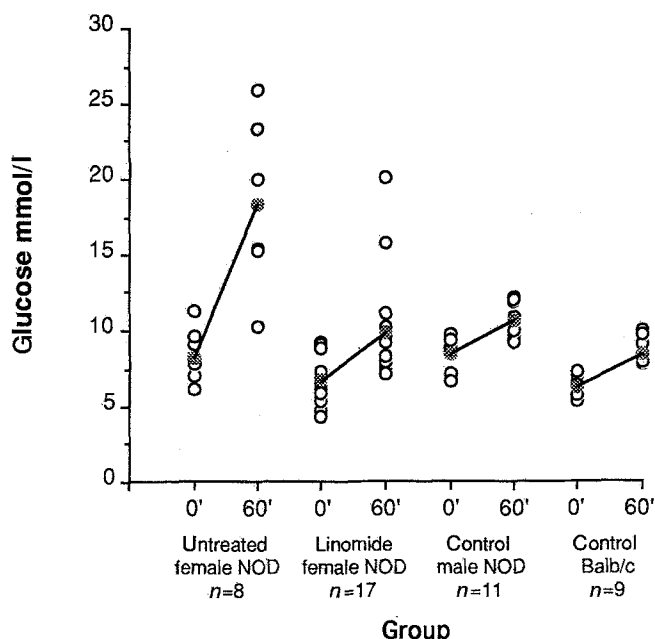 30
25
20
15
10
5
0
Glucose mmol/l
0' 60' 0' 60' 0' 60' 0' 60'
Untreated Linomide Control Control
female NOD female NOD male NOD Balb/c
n=8 n=17 n=11 n=9
Group